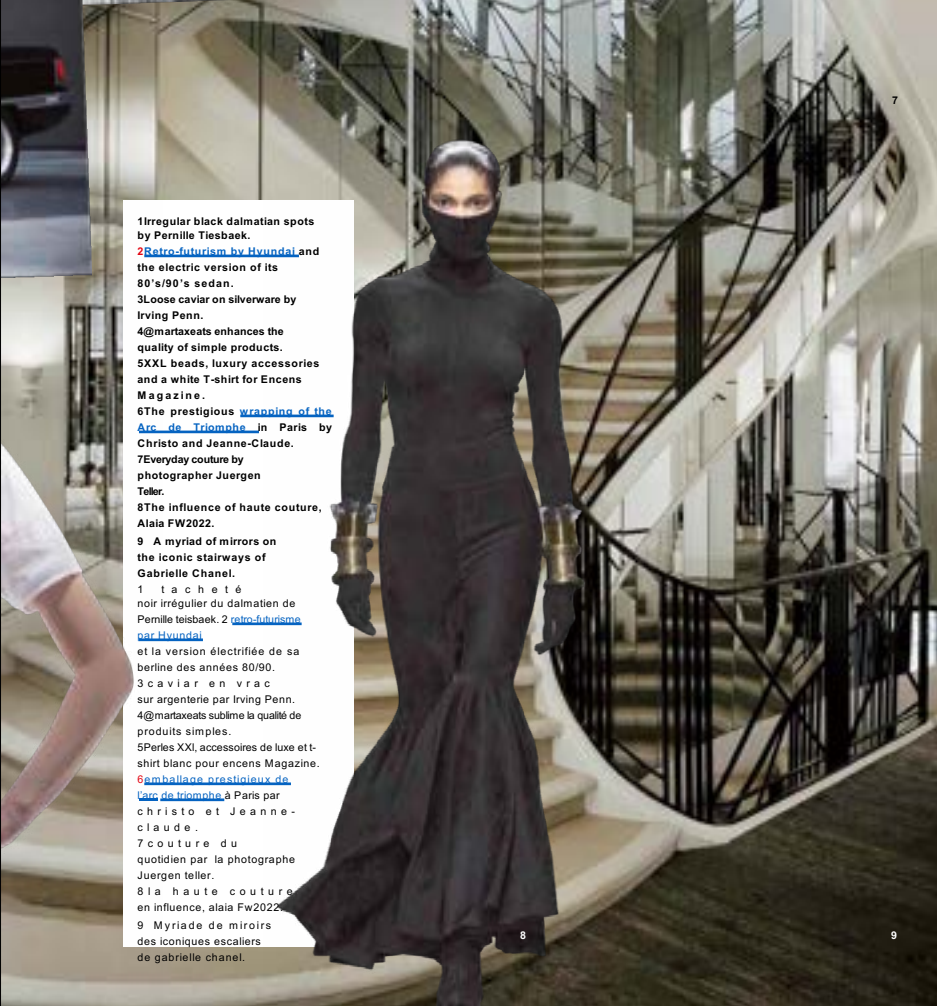 7
1Irregular black dalmatian spots
by Pernille Tiesbaek.
2Retro-futurism by Hyundai and
the electric version of its
80's/90's sedan.
3Loose caviar on silverware by
Irving Penn.
4@martaxeats enhances the
quality of simple products.
5XXL beads, luxury accessories
and a white T-shirt for Encens
Magazine.
6The prestigious wrapping of the
Arc de Triomphe in Paris by
Christo and Jeanne-Claude.
7Everyday couture by
photographer Juergen
Teller.
8The influence of haute couture,
Alaia FW2022.
9 A myriad of mirrors on
the iconic stairways of
Gabrielle Chanel.
1 tacheté
noir irrégulier du dalmatien de
Pernille teisbaek. 2 retro-futurisme
par Hyundai
et la version électrifiée de sa
berline des années 80/90.
3 caviar en vrac
sur argenterie par Irving Penn.
4@martaxeats sublime la qualité de
produits simples.
5Perles XXl, accessoires de luxe et t-
shirt blanc pour encens Magazine.
6emballage prestigieux de
l'arc de triomphe à Paris par
christo et Jeanne-
claude.
7 couture du
quotidien par la photographe
Juergen teller.
8 la haute couture
en influence, alaia Fw2022.
9 Myriade de miroirs
des iconiques escaliers
de gabrielle chanel.
8
9